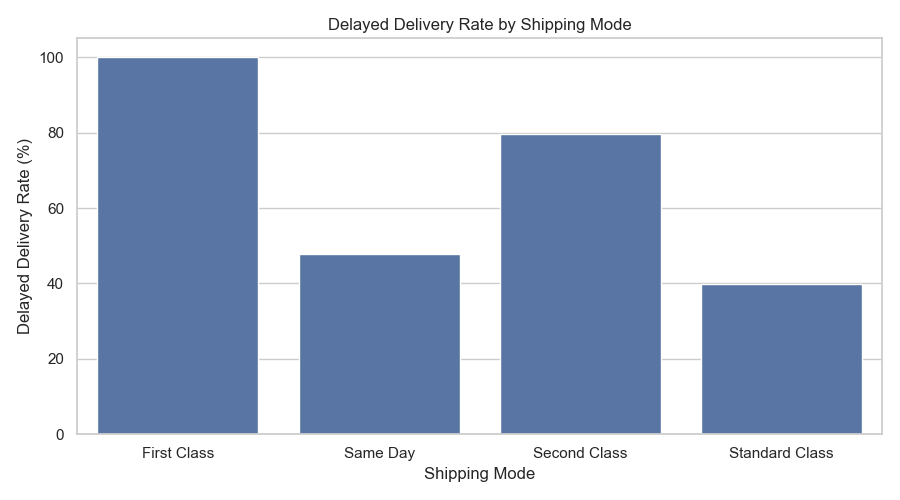 Delayed Delivery Rate by Shipping Mode
Delayed Delivery Rate (%)
100
80
60
40
20
0
First Class Same Day Second Class Standard Class
Shipping Mode